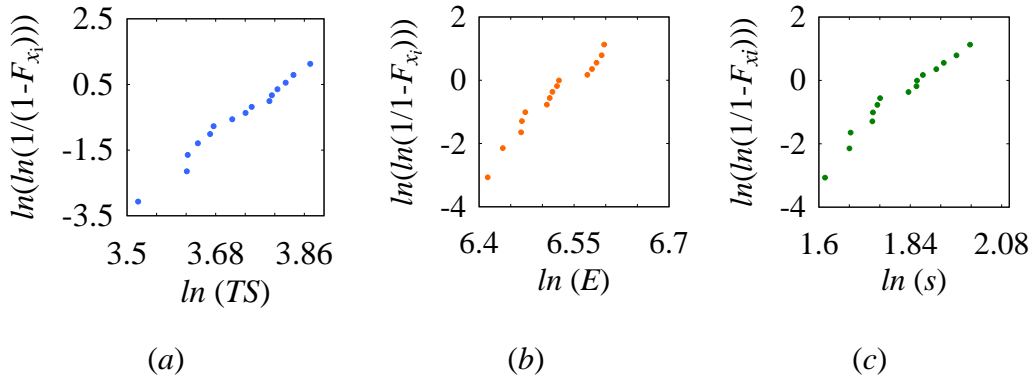 ln(ln(1/(1-F_{x_i})))
2.5
0.5
-1.5
-3.5
3.5 3.68 3.86
ln (TS)
(a)
ln(ln(1/1-F_{x_i})))
2
0
-2
-4
6.4 6.55 6.7
ln (E)
(b)
ln(ln(1/1-F_{xi})))
2
0
-2
-4
1.6 1.84 2.08
ln (s)
(c)